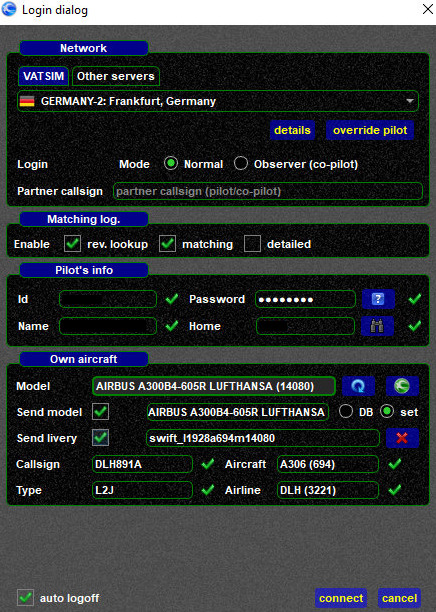 Login dialog
Network
VATSIM Other servers
GERMANY-2: Frankfurt, Germany
details override pilot
Login Mode Normal Observer (co-pilot)
Partner callsign partner callsign (pilot/co-pilot)
Matching log.
Enable rev. lookup matching detailed
Pilot's info
Id Password ●●●●●●●●
Name Home
Own aircraft
Model AIRBUS A300B4-605R LUFTHANSA (14080)
Send model AIRBUS A300B4-605R LUFTHANSA DB set
Send livery swift_l1928a694m14080
Callsign DLH891A Aircraft A306 (694)
Type L2J Airline DLH (3221)
auto logoff connect cancel